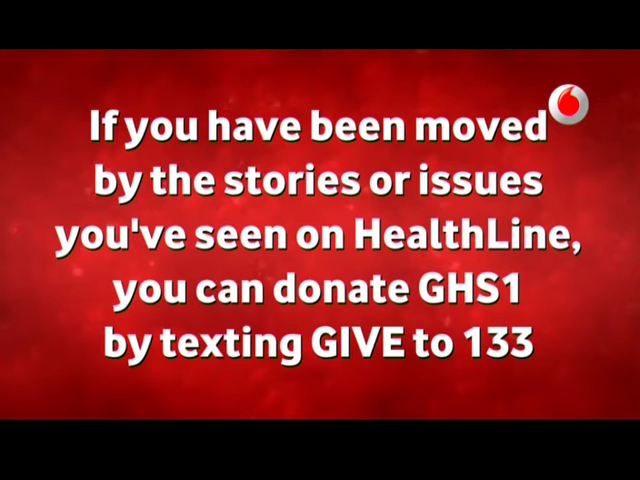 If you have been moved
by the stories or issues
you've seen on HealthLine,
you can donate GHS1
by texting GIVE to 133